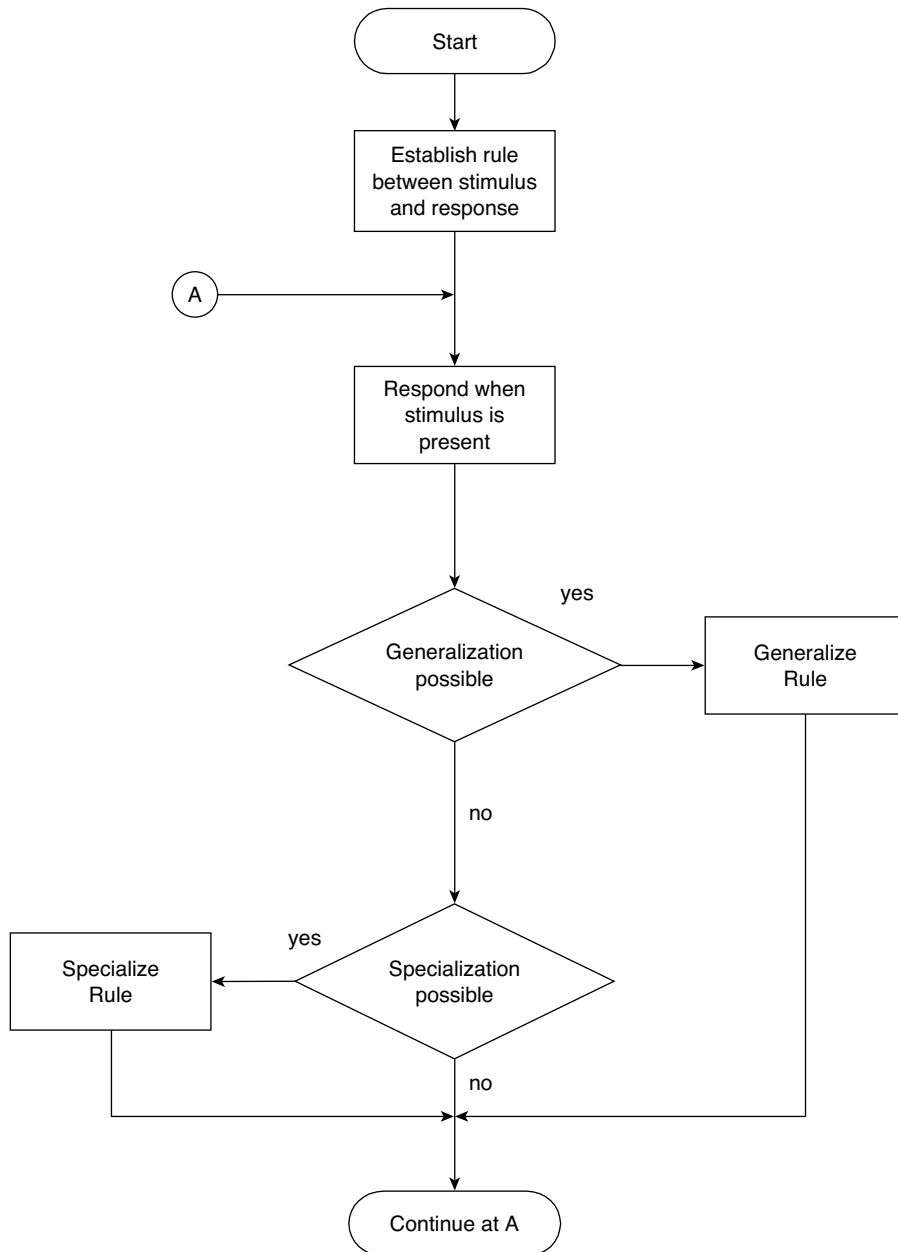 Start
Establish rule
between stimulus
and response
A
Respond when
stimulus is
present
yes
Generalization
possible
Generalize
Rule
no
yes
Specialize
Rule
Specialization
possible
no
Continue at A